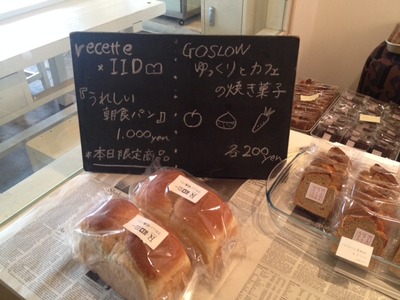 recette
× IID
『うれしい
朝食パン』
1.000yen
*本日限定商品
GOSLOW
ゆっくりとカフェ
の焼き菓子
各200yen